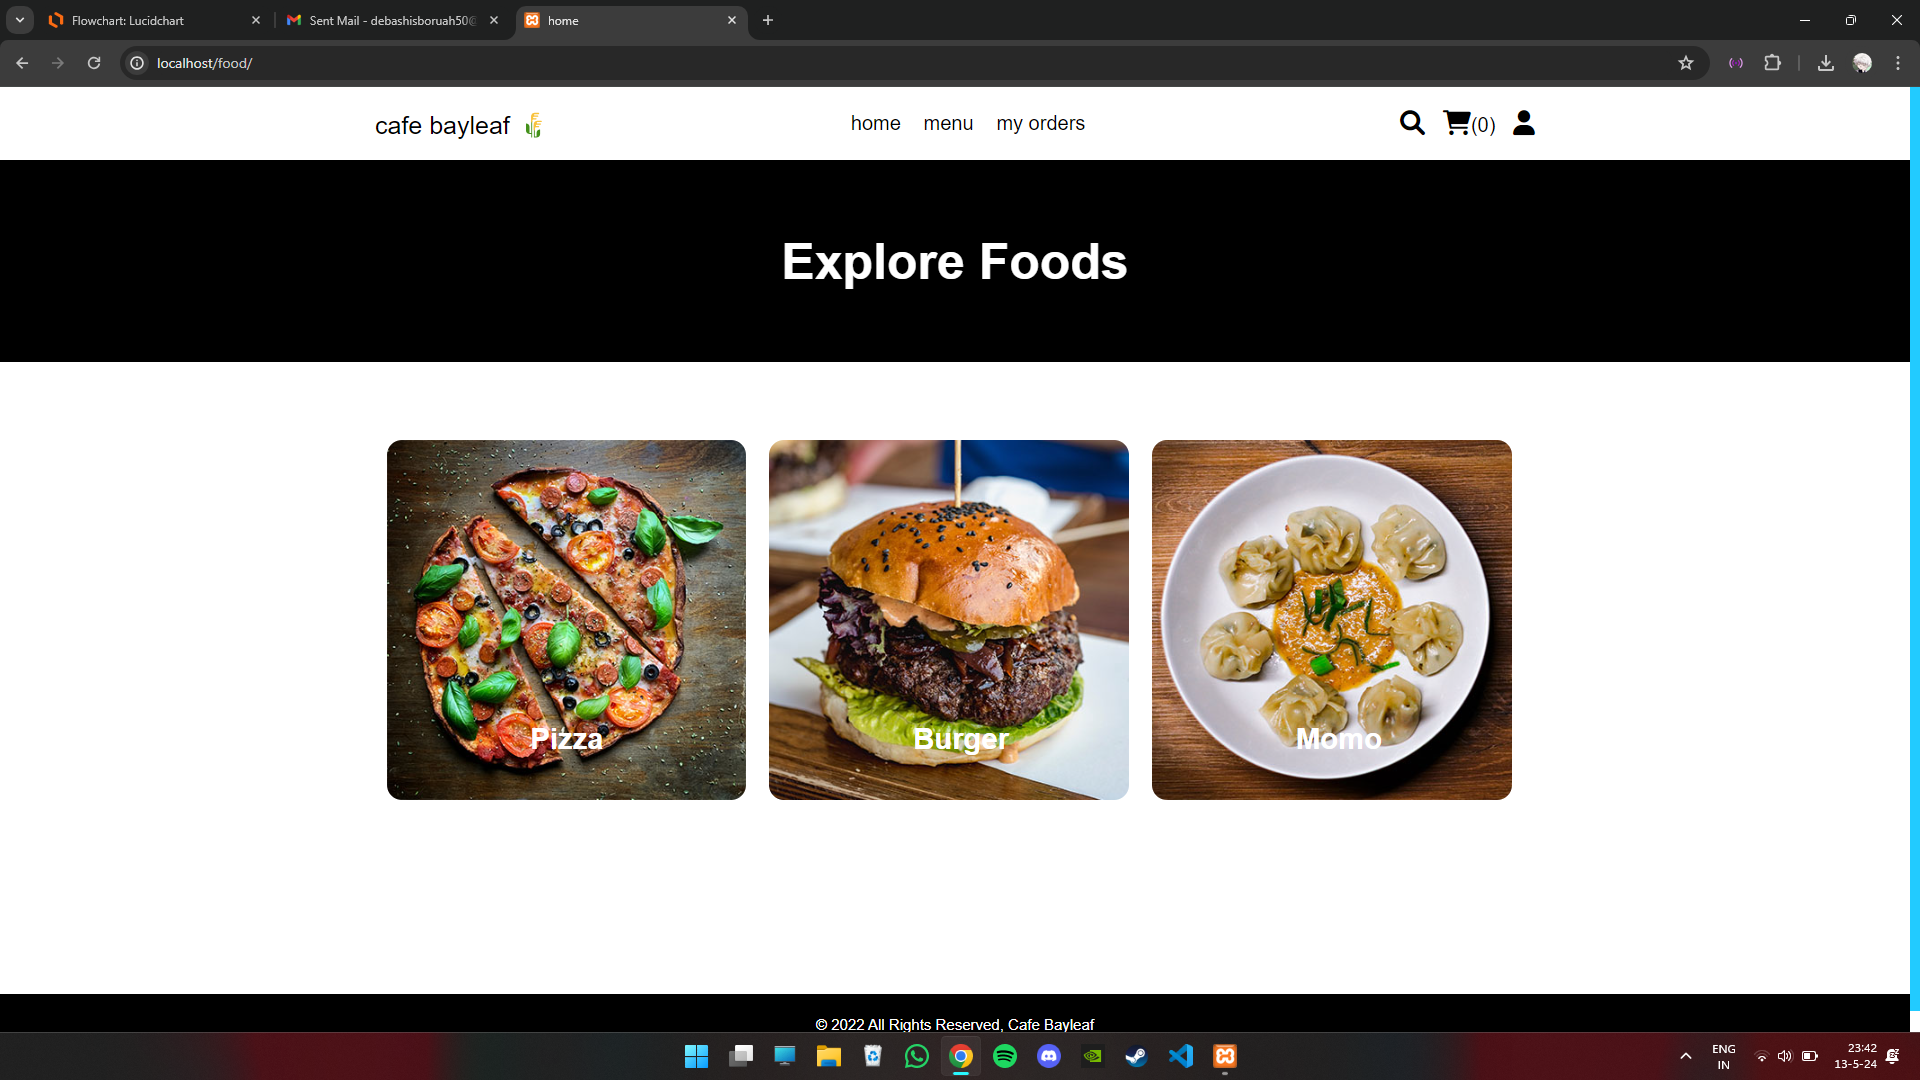 Flowchart: Lucidchart
Sent Mail - debashisboruah50@
home
localhost/food/
cafe bayleaf
home menu my orders
(0)
Explore Foods
Pizza
Burger
Momo
© 2022 All Rights Reserved, Cafe Bayleaf
ENG
IN
23:42
13-5-24